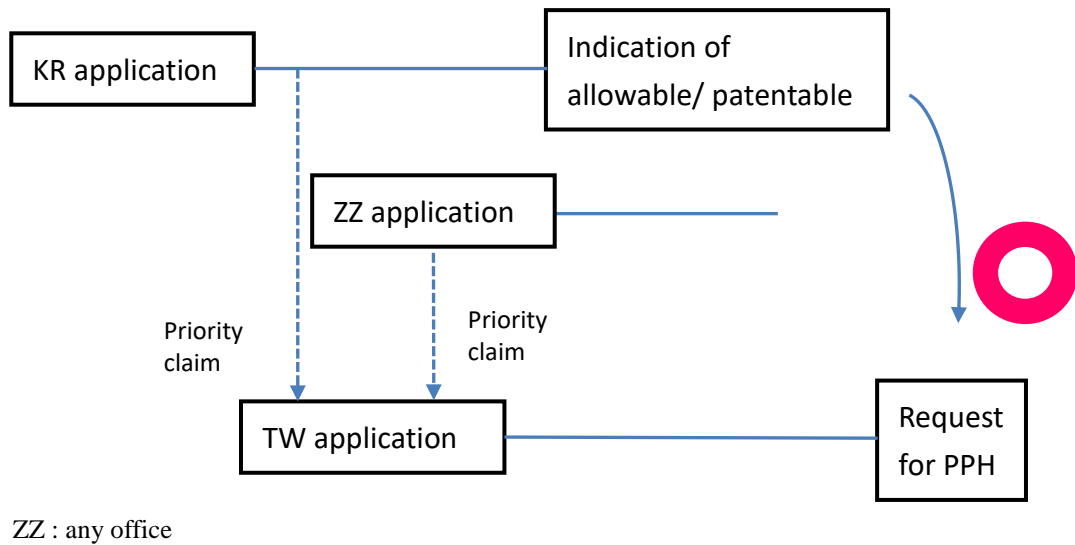 KR application
Indication of
allowable/ patentable
ZZ application
Priority
claim
Priority
claim
TW application
Request
for PPH
ZZ : any office